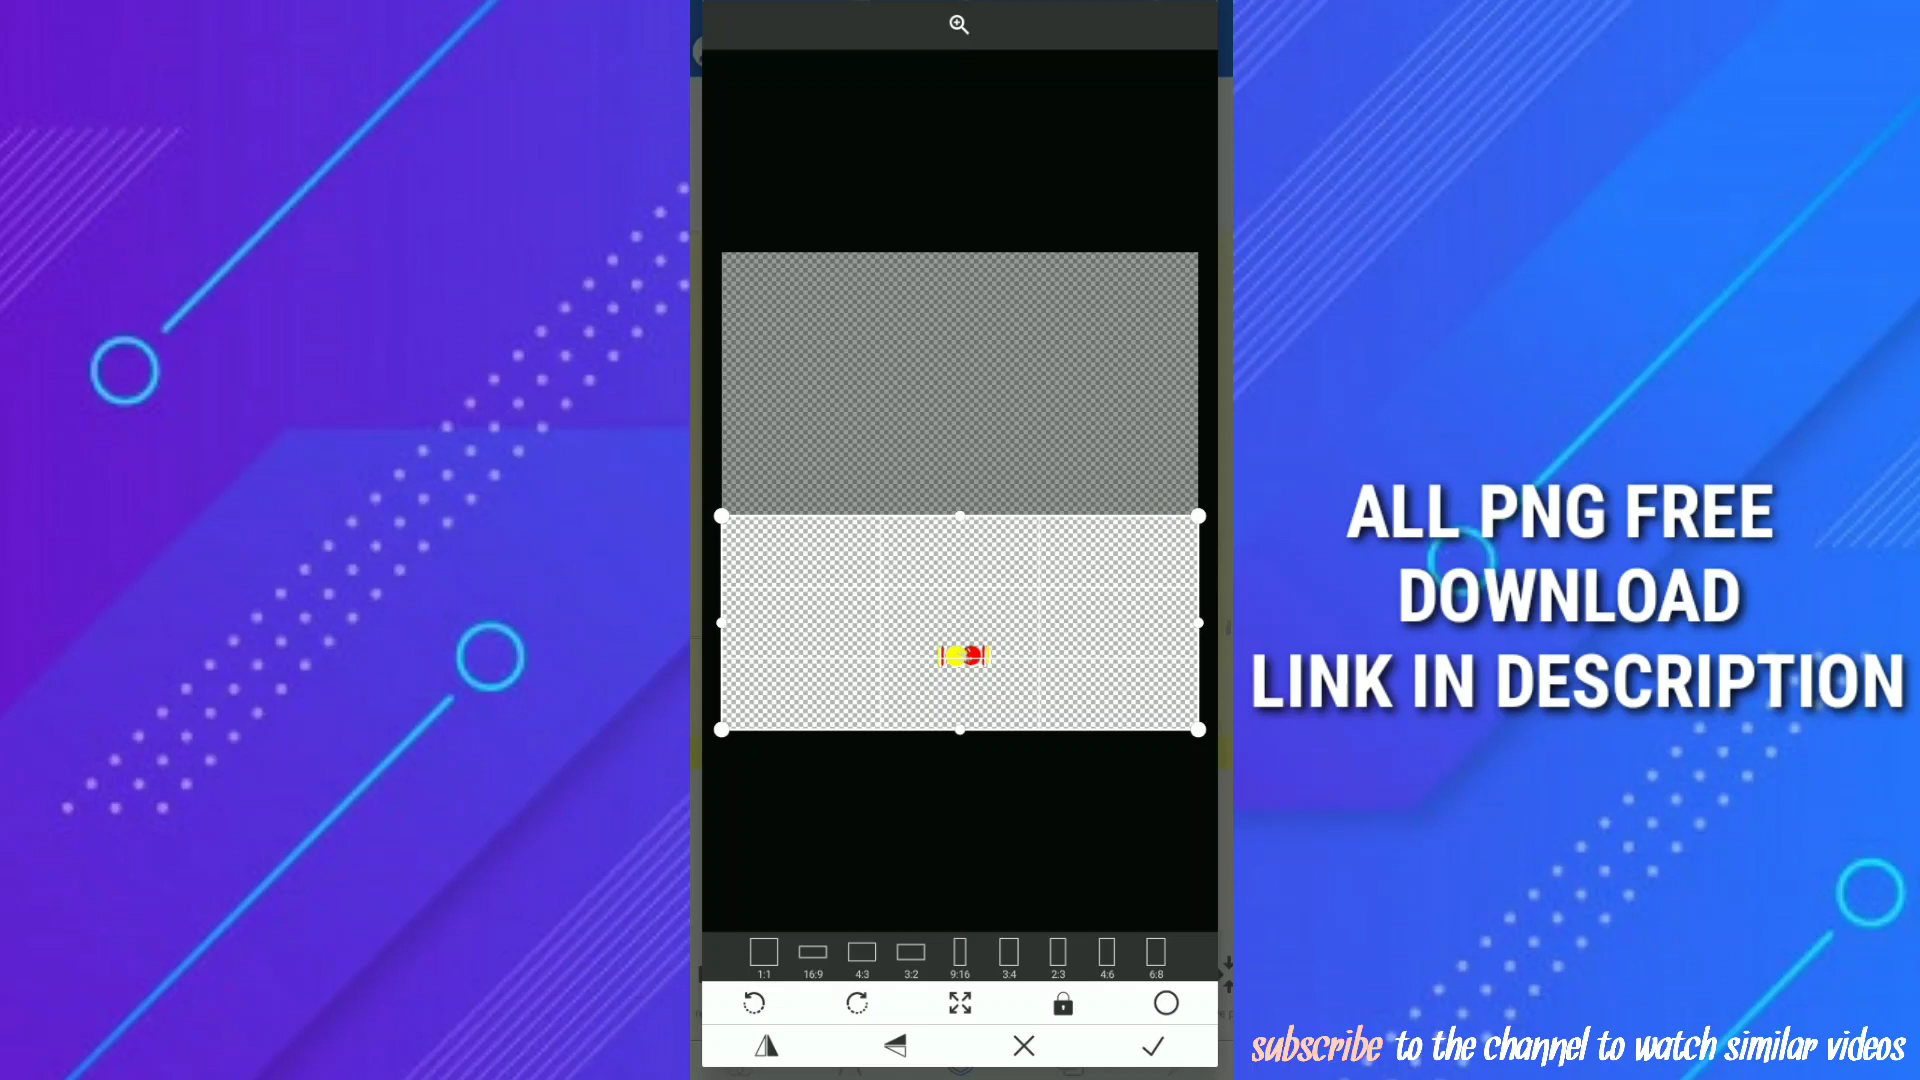 1:1 16:9 4:3 3:2 9:16 3:4 2:3 4:6 6:8
ALL PNG FREE
DOWNLOAD
LINK IN DESCRIPTION
subscribe to the channel to watch similar videos